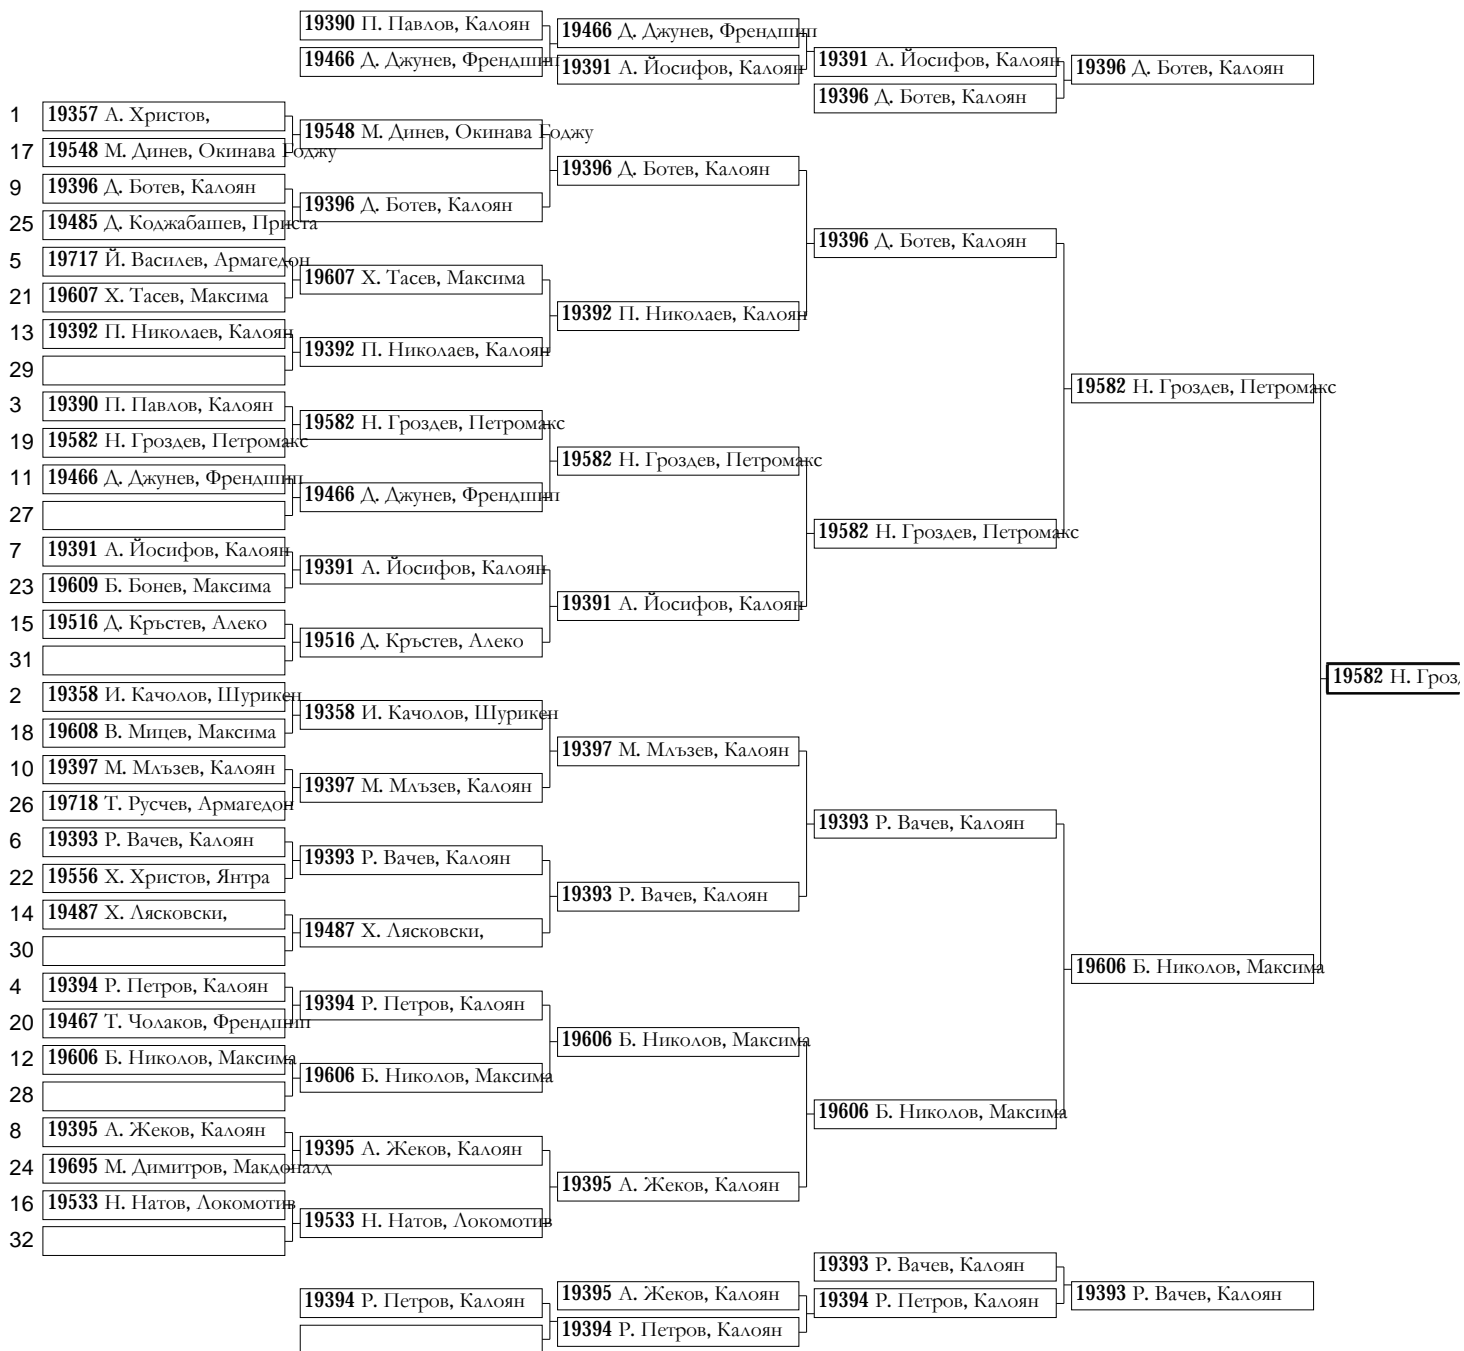 19390 П. Павлов, Калоян
19466 Д. Джунев, Френдшип
19466 Д. Джунев, Френдшип
19391 А. Йосифов, Калоян
19391 А. Йосифов, Калоян
19396 Д. Ботев, Калоян
19396 Д. Ботев, Калоян
1 19357 А. Христов,
17 19548 М. Динев, Окинава Годжу
9 19396 Д. Ботев, Калоян
25 19485 Д. Коджабашев, Приста
5 19717 Й. Василев, Армагедон
21 19607 Х. Тасев, Максима
13 19392 П. Николаев, Калоян
29
3 19390 П. Павлов, Калоян
19 19582 Н. Гроздев, Петромакс
11 19466 Д. Джунев, Френдшип
27
7 19391 А. Йосифов, Калоян
23 19609 Б. Бонев, Максима
15 19516 Д. Кръстев, Алеко
31
2 19358 И. Качолов, Шурикен
18 19608 В. Мицев, Максима
10 19397 М. Млъзев, Калоян
26 19718 Т. Русчев, Армагедон
6 19393 Р. Вачев, Калоян
22 19556 Х. Христов, Янтра
14 19487 Х. Лясковски,
30
4 19394 Р. Петров, Калоян
20 19467 Т. Чолаков, Френдшип
12 19606 Б. Николов, Максима
28
8 19395 А. Жеков, Калоян
24 19695 М. Димитров, Макдоналд
16 19533 Н. Натов, Локомотив
32
19548 М. Динев, Окинава Годжу
19396 Д. Ботев, Калоян
19607 Х. Тасев, Максима
19392 П. Николаев, Калоян
19582 Н. Гроздев, Петромакс
19466 Д. Джунев, Френдшип
19391 А. Йосифов, Калоян
19516 Д. Кръстев, Алеко
19358 И. Качолов, Шурикен
19397 М. Млъзев, Калоян
19393 Р. Вачев, Калоян
19487 Х. Лясковски,
19394 Р. Петров, Калоян
19606 Б. Николов, Максима
19395 А. Жеков, Калоян
19533 Н. Натов, Локомотив
19396 Д. Ботев, Калоян
19392 П. Николаев, Калоян
19582 Н. Гроздев, Петромакс
19391 А. Йосифов, Калоян
19397 М. Млъзев, Калоян
19393 Р. Вачев, Калоян
19606 Б. Николов, Максима
19395 А. Жеков, Калоян
19396 Д. Ботев, Калоян
19582 Н. Гроздев, Петромакс
19393 Р. Вачев, Калоян
19606 Б. Николов, Максима
19582 Н. Гроздев, Петромакс
19606 Б. Николов, Максима
19582 Н.
19394 Р. Петров, Калоян
19395 А. Жеков, Калоян
19394 Р. Петров, Калоян
19393 Р. Вачев, Калоян
19394 Р. Петров, Калоян
19393 Р. Вачев, Калоян